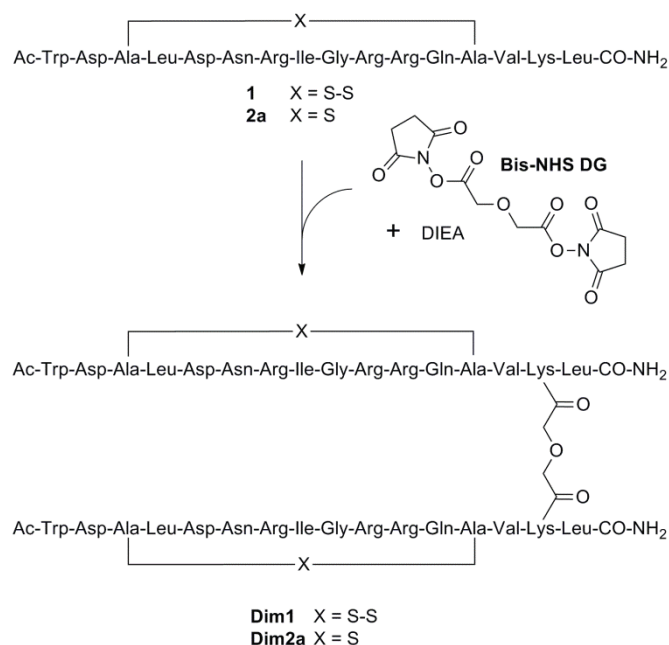 X
Ac-Trp-Asp-Ala-Leu-Asp-Asn-Arg-Ile-Gly-Arg-Arg-Gln-Ala-Val-Lys-Leu-CO-NH2
1 X = S-S
2a X = S
O
N
O
O
O
Bis-NHS DG
O
O
O
O
N
O
O
+ DIEA
X
Ac-Trp-Asp-Ala-Leu-Asp-Asn-Arg-Ile-Gly-Arg-Arg-Gln-Ala-Val-Lys-Leu-CO-NH2
O
O
O
Ac-Trp-Asp-Ala-Leu-Asp-Asn-Arg-Ile-Gly-Arg-Arg-Gln-Ala-Val-Lys-Leu-CO-NH2
X
Dim1 X = S-S
Dim2a X = S